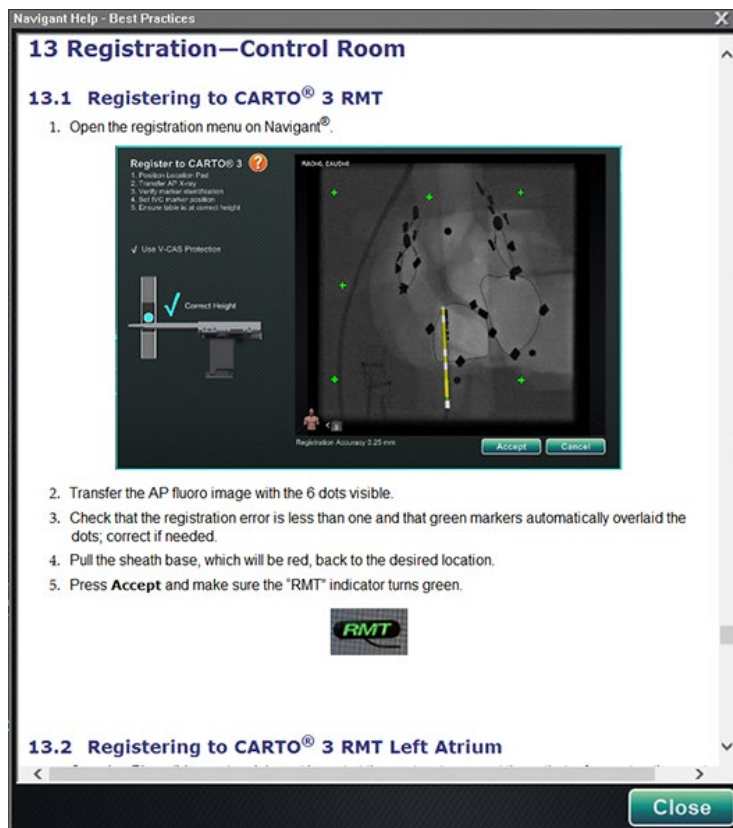 Navigant Help - Best Practices
X
13 Registration—Control Room
13.1 Registering to CARTO® 3 RMT
1. Open the registration menu on Navigant®.
Register to CARTO® 3 ?
1. Position Location Pad
2. Transfer AP X-ray
3. Verify marker identification
4. Set IVC marker position
5. Ensure table is at correct height
√ Use V-CAS Protection
Correct Height
Registration Accuracy 0.25 mm
Accept
Cancel
2. Transfer the AP fluoro image with the 6 dots visible.
3. Check that the registration error is less than one and that green markers automatically overlaid the
dots; correct if needed.
4. Pull the sheath base, which will be red, back to the desired location.
5. Press Accept and make sure the "RMT" indicator turns green.
RMT
13.2 Registering to CARTO® 3 RMT Left Atrium
Close